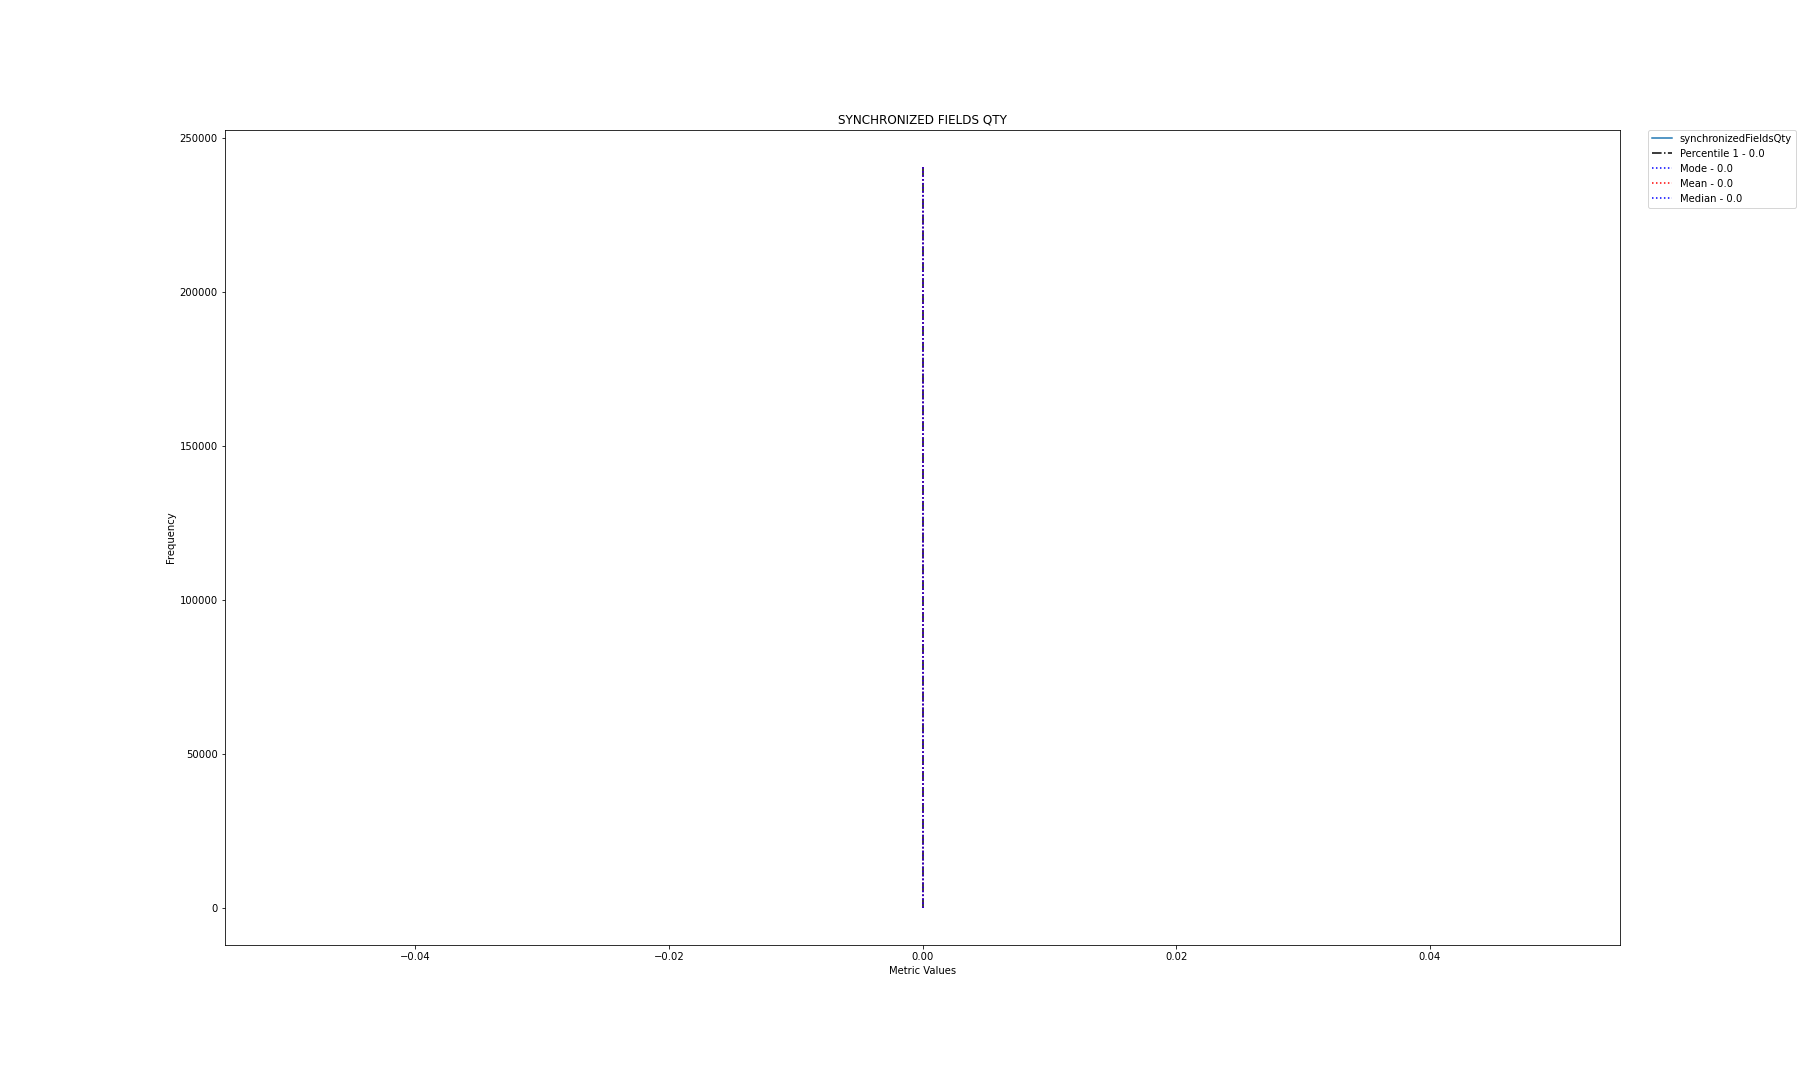 SYNCHRONIZED FIELDS QTY
250000
200000
150000
100000
50000
0
Frequency
−0.04
−0.02
0.00
0.02
0.04
Metric Values
synchronizedFieldsQty
Percentile 1 - 0.0
Mode - 0.0
Mean - 0.0
Median - 0.0